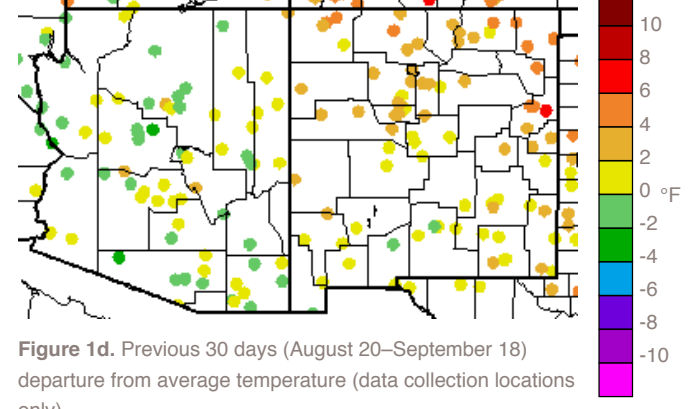 10
8
6
4
2
0 °F
-2
-4
-6
-8
-10
Figure 1d. Previous 30 days (August 20–September 18)
departure from average temperature (data collection locations
only)